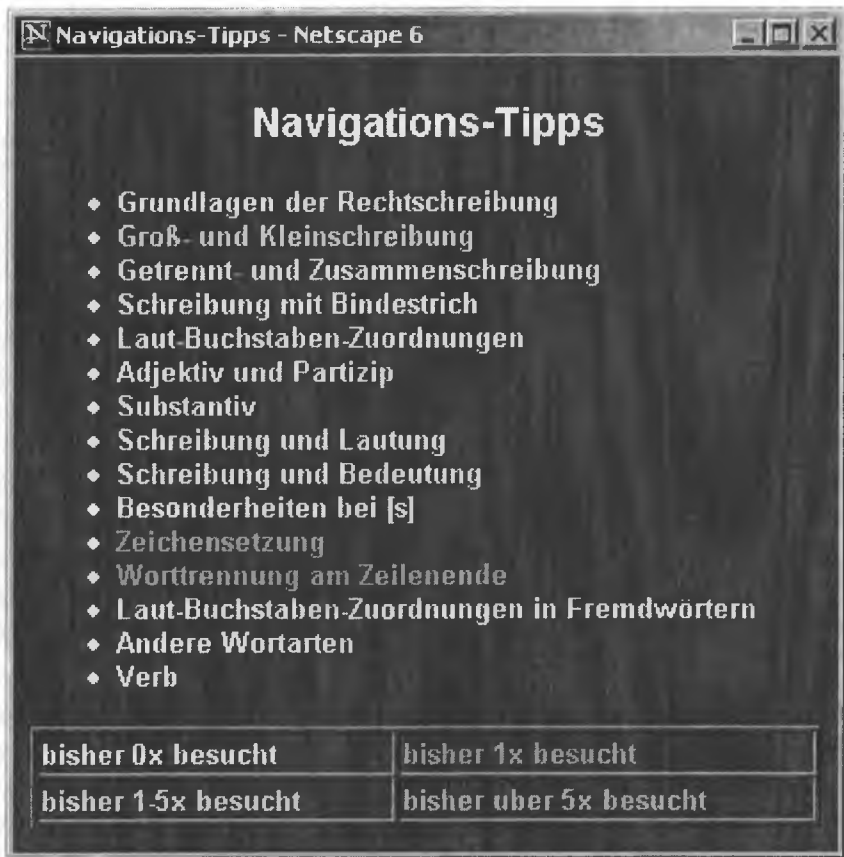 Navigations-Tipps - Netscape 6
Navigations-Tipps
Grundlagen der Rechtschreibung
Groß- und Kleinschreibung
Getrennt- und Zusammenschreibung
Schreibung mit Bindestrich
Laut-Buchstaben-Zuordnungen
Adjektiv und Partizip
Substantiv
Schreibung und Lautung
Schreibung und Bedeutung
Besonderheiten bei [s]
Zeichensetzung
Worttrennung am Zeilenende
Laut-Buchstaben-Zuordnungen in Fremdwörtern
Andere Wortarten
Verb
bisher 0x besucht bisher 1x besucht
bisher 1-5x besucht bisher uber 5x besucht